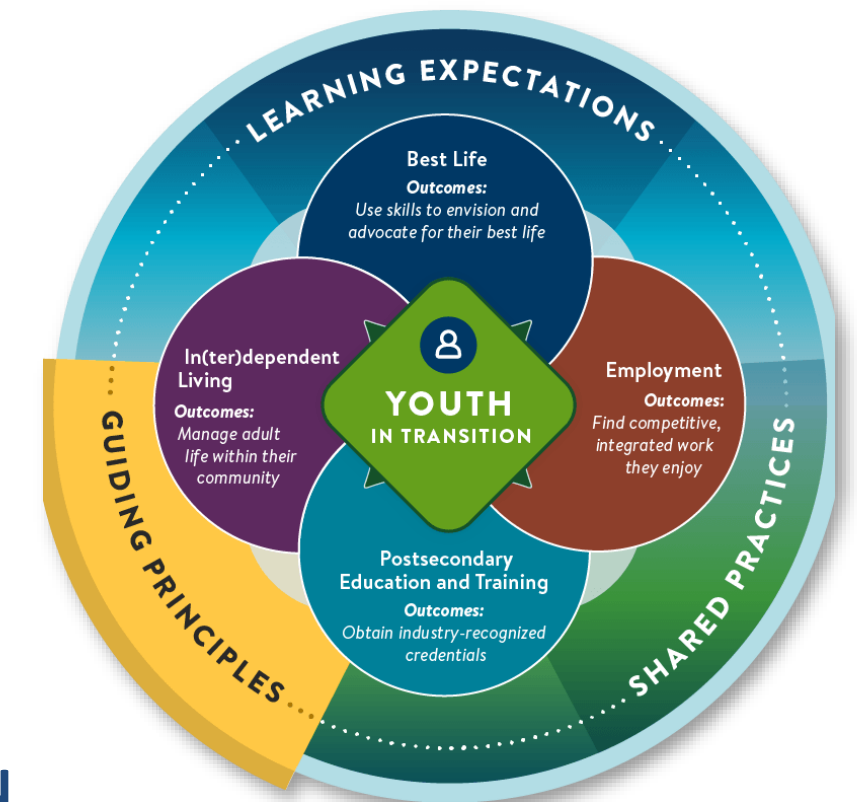 LEARNING EXPECTATIONS
Best Life
Outcomes:
Use skills to envision and
advocate for their best life
In(ter)dependent
Living
Outcomes:
Manage adult
life within their
community
YOUTH
IN TRANSITION
Employment
Outcomes:
Find competitive,
integrated work
they enjoy
Postsecondary
Education and Training
Outcomes:
Obtain industry-recognized
credentials
GUIDING PRINCIPLES
SHARED PRACTICES